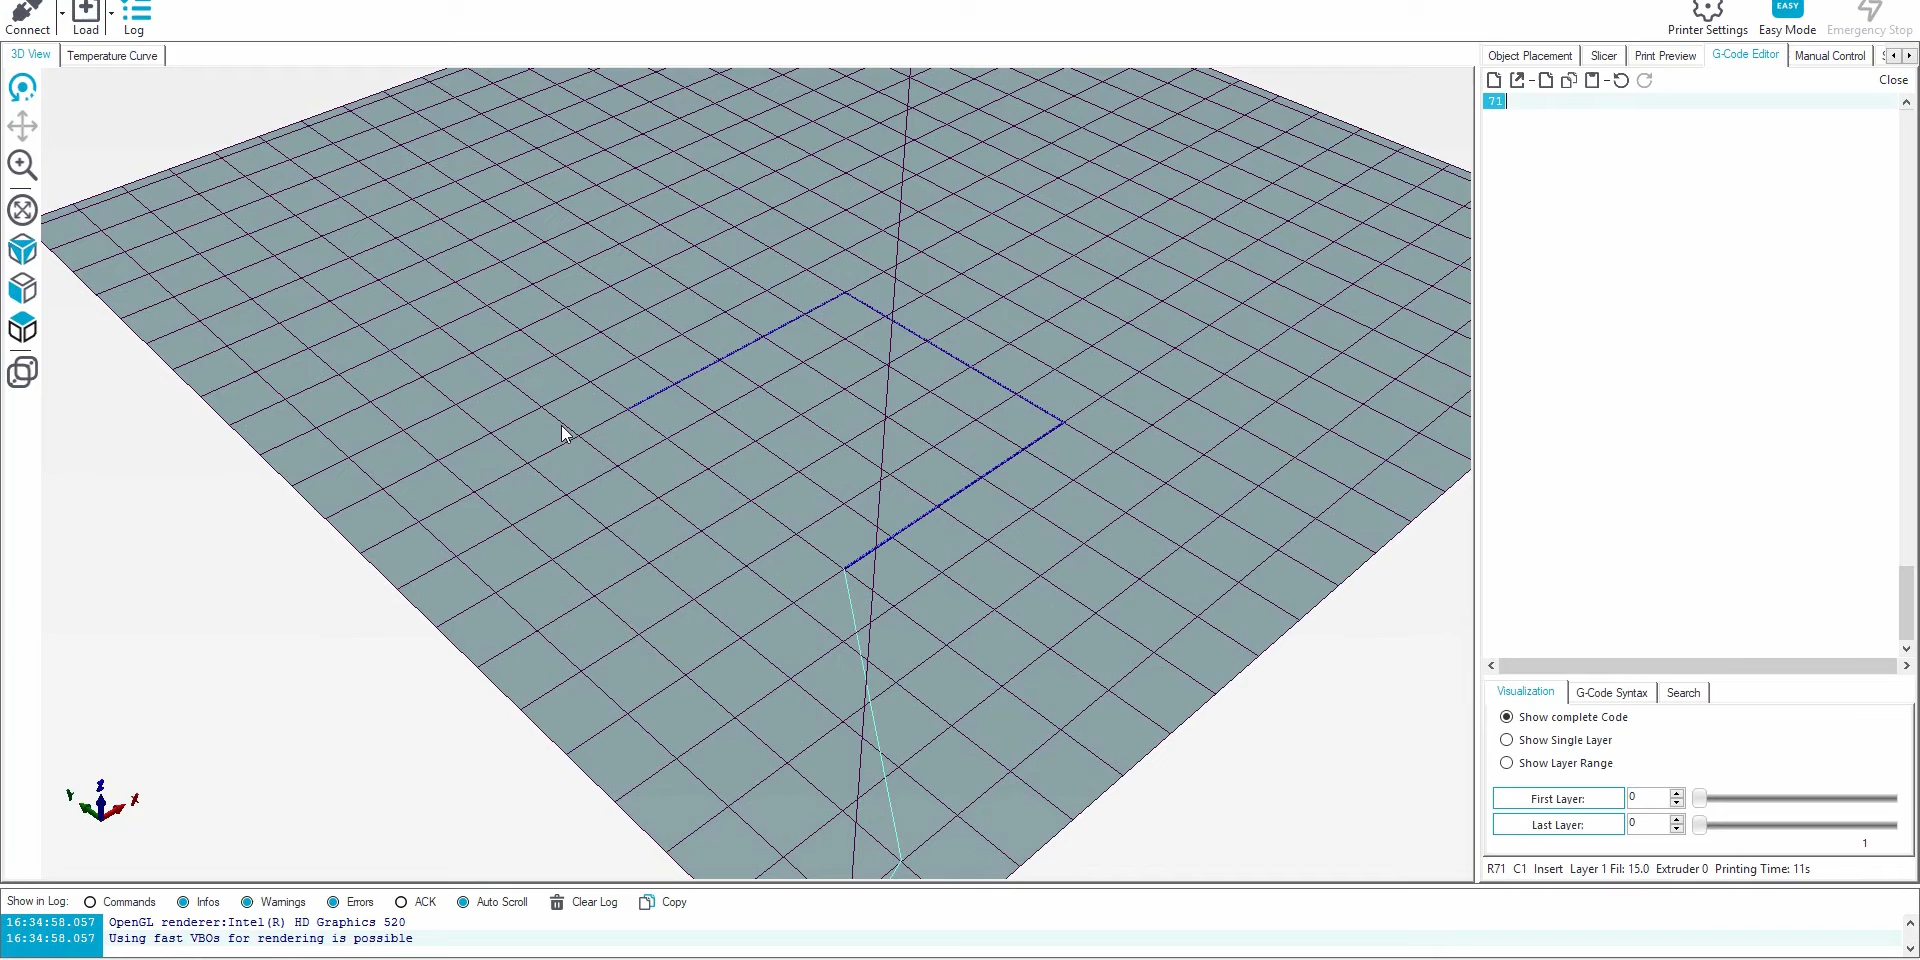 Connect Load Log
EASY
Printer Settings Easy Mode Emergency Stop
3D View Temperature Curve
Object Placement Slicer Print Preview G-Code Editor Manual Control
Close
71
Visualization G-Code Syntax Search
Show complete Code
Show Single Layer
Show Layer Range
First Layer: 0
Last Layer: 0
1
Y Z X
R71 C1 Insert Layer 1 Fil: 15.0 Extruder 0 Printing Time: 11s
Show in Log: Commands Infos Warnings Errors ACK Auto Scroll Clear Log Copy
16:34:58.057 OpenGL renderer:Intel(R) HD Graphics 520
16:34:58.057 Using fast VBOs for rendering is possible